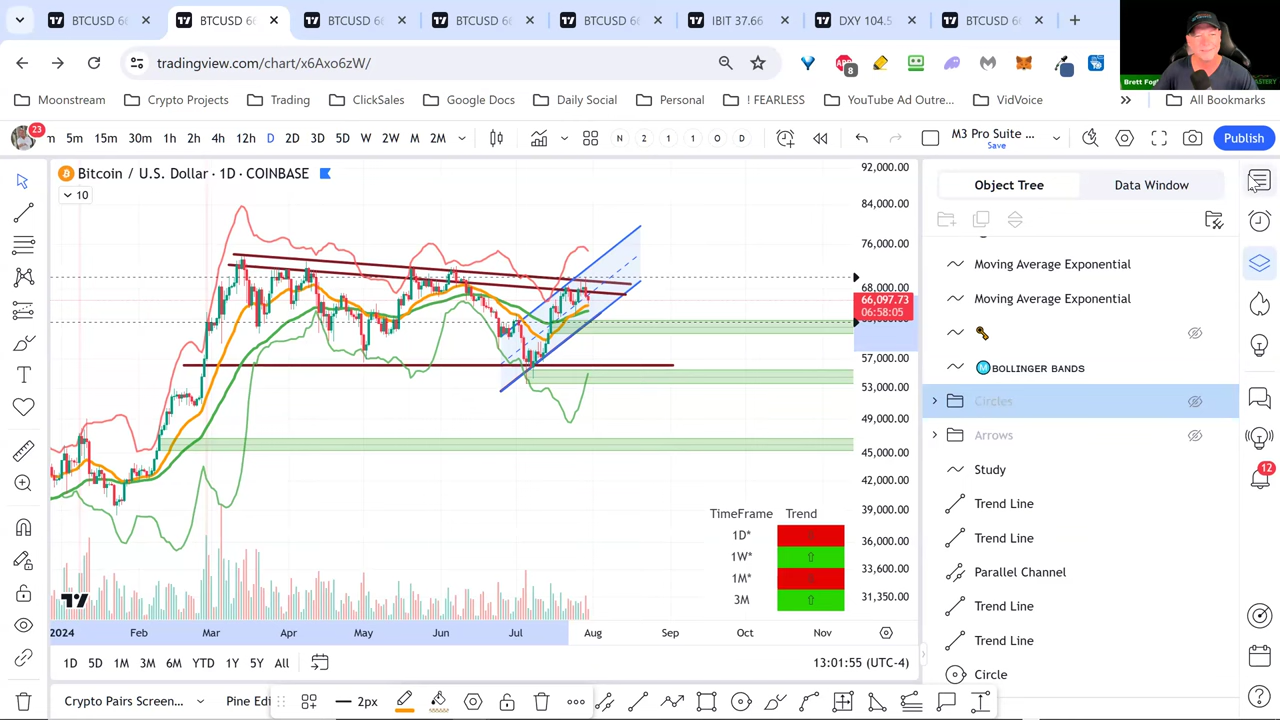 BTCUSD 6
BTCUSD 6
BTCUSD 6
BTCUSD 6
BTCUSD 6
IBIT 37.66
DXY 104.5
BTCUSD 6
tradingview.com/chart/x6Axo6zW/
8
Brett Fog
Moonstream
Crypto Projects
Trading
ClickSales
Google Docs
Daily Social
Personal
! FEARLESS
YouTube Ad Outre...
VidVoice
All Bookmarks
23
m 5m 15m 30m 1h 2h 4h 12h D 2D 3D 5D W 2W M 2M
N 2 1 1 O D
M3 Pro Suite ...
Save
Publish
Bitcoin / U.S. Dollar · 1D · COINBASE
10
92,000.00
84,000.00
76,000.00
68,000.00
66,097.73
06:58:05
57,000.00
53,000.00
49,000.00
45,000.00
42,000.00
39,000.00
36,000.00
33,600.00
31,350.00
TimeFrame Trend
1D*
1W* ⇧
1M*
3M ⇧
2024 Feb Mar Apr May Jun Jul Aug Sep Oct Nov
1D 5D 1M 3M 6M YTD 1Y 5Y All
13:01:55 (UTC-4)
Crypto Pairs Screen...
Pine Edi
2px
Object Tree
Data Window
Moving Average Exponential
Moving Average Exponential
BOLLINGER BANDS
Circles
Arrows
Study
Trend Line
Trend Line
Parallel Channel
Trend Line
Trend Line
Circle
12